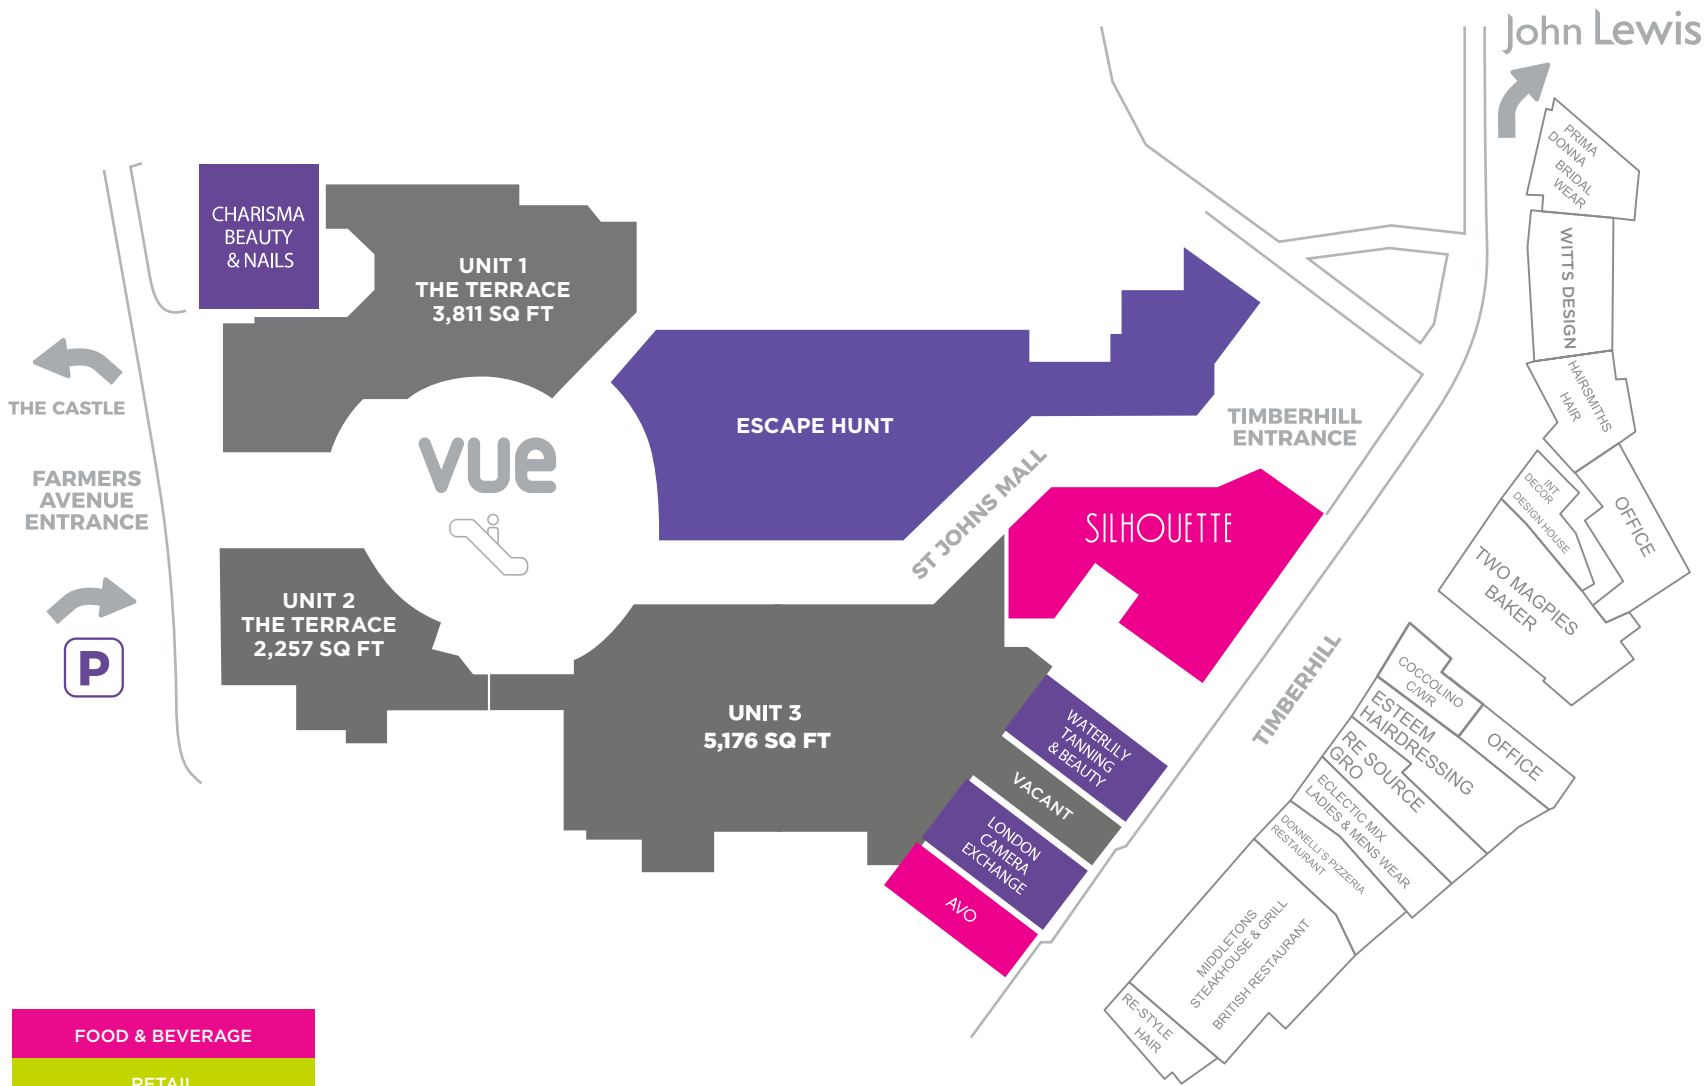 John Lewis
PRIMA
DONNA
BRIDAL
WEAR
CHARISMA
BEAUTY
& NAILS
UNIT 1
THE TERRACE
3,811 SQ FT
WITTS DESIGN
THE CASTLE
HAIRSMITHS
HAIR
ESCAPE HUNT
TIMBERHILL
ENTRANCE
vue
FARMERS
AVENUE
ENTRANCE
ST JOHNS MALL
SILHOUETTE
INT
DECOR
DESIGN HOUSE
OFFICE
TWO MAGPIES
BAKER
UNIT 2
THE TERRACE
2,257 SQ FT
P
TIMBERHILL
COCCOLINO
C/WR
OFFICE
ESTEEM
HAIRDRESSING
RE SOURCE
GRO
UNIT 3
5,176 SQ FT
WATERLILY
TANNING
& BEAUTY
VACANT
ECLECTIC MIX
LADIES & MENS WEAR
DONNELLI'S PIZZERIA
RESTAURANT
LONDON
CAMERA
EXCHANGE
AVO
MIDDLETONS
STEAKHOUSE & GRILL
BRITISH RESTAURANT
RE-STYLE
HAIR
FOOD & BEVERAGE
RETAIL